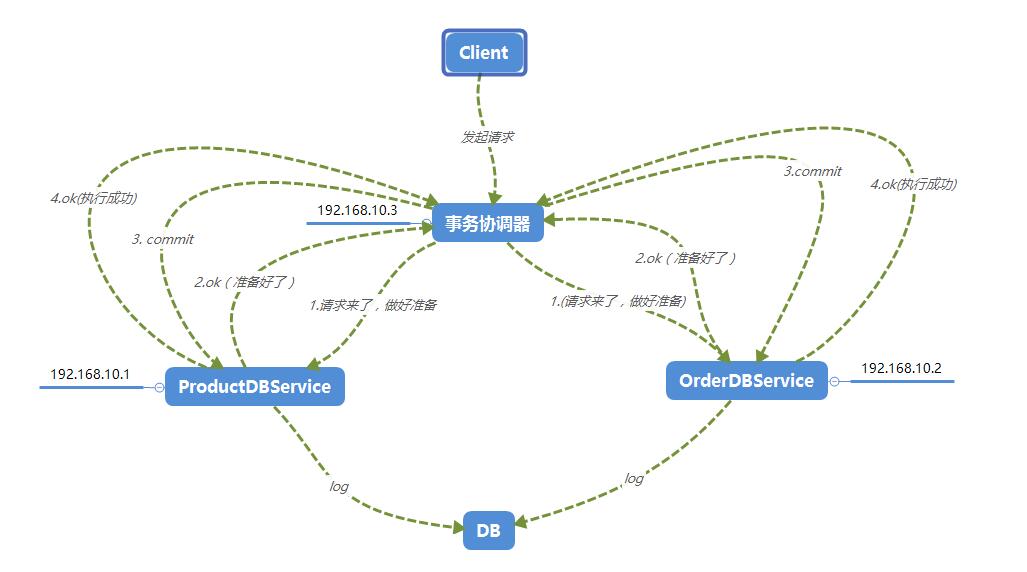 Client
发起请求
4.ok(执行成功)
3. commit
192.168.10.3
事务协调器
3.commit
4.ok(执行成功)
2.ok（准备好了）
1.请求来了，做好准备
2.ok（准备好了）
1.(请求来了，做好准备)
192.168.10.1
ProductDBService
OrderDBService
192.168.10.2
log
log
DB